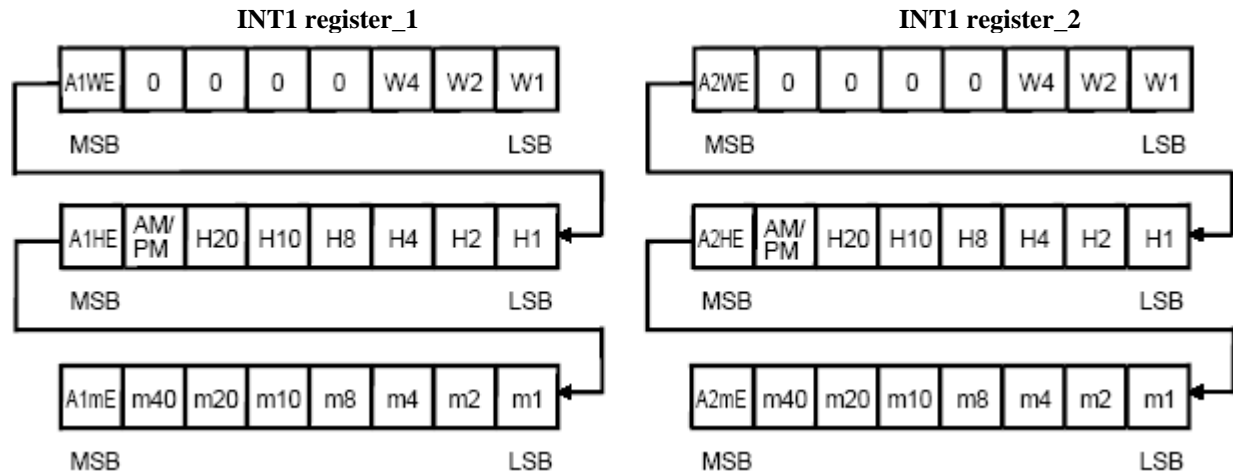 INT1 register_1 INT1 register_2
A1WE 0 0 0 0 W4 W2 W1 A2WE 0 0 0 0 W4 W2 W1
MSB LSB MSB LSB
A1HE AM/PM H20 H10 H8 H4 H2 H1 A2HE AM/PM H20 H10 H8 H4 H2 H1
MSB LSB MSB LSB
A1mE m40 m20 m10 m8 m4 m2 m1 A2mE m40 m20 m10 m8 m4 m2 m1
MSB LSB MSB LSB